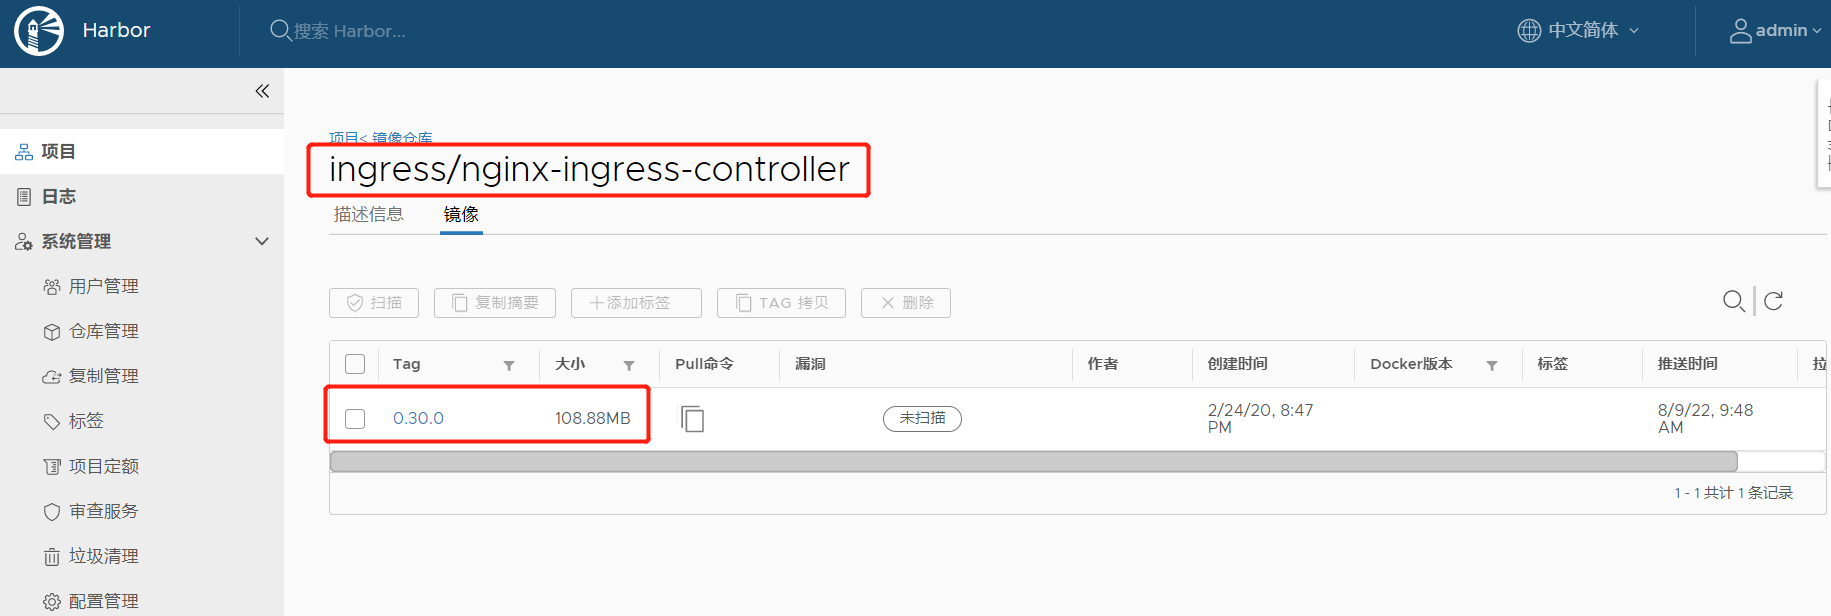 Harbor
搜索 Harbor...
中文简体
admin
项目
日志
系统管理
用户管理
仓库管理
复制管理
标签
项目定额
审查服务
垃圾清理
配置管理
项目< 镜像仓库
ingress/nginx-ingress-controller
描述信息 镜像
扫描 复制摘要 +添加标签 TAG 拷贝 × 删除
Tag 大小 Pull命令 漏洞 作者 创建时间 Docker版本 标签 推送时间
0.30.0 108.88MB 未扫描 2/24/20, 8:47 PM 8/9/22, 9:48 AM
1 - 1 共计 1 条记录